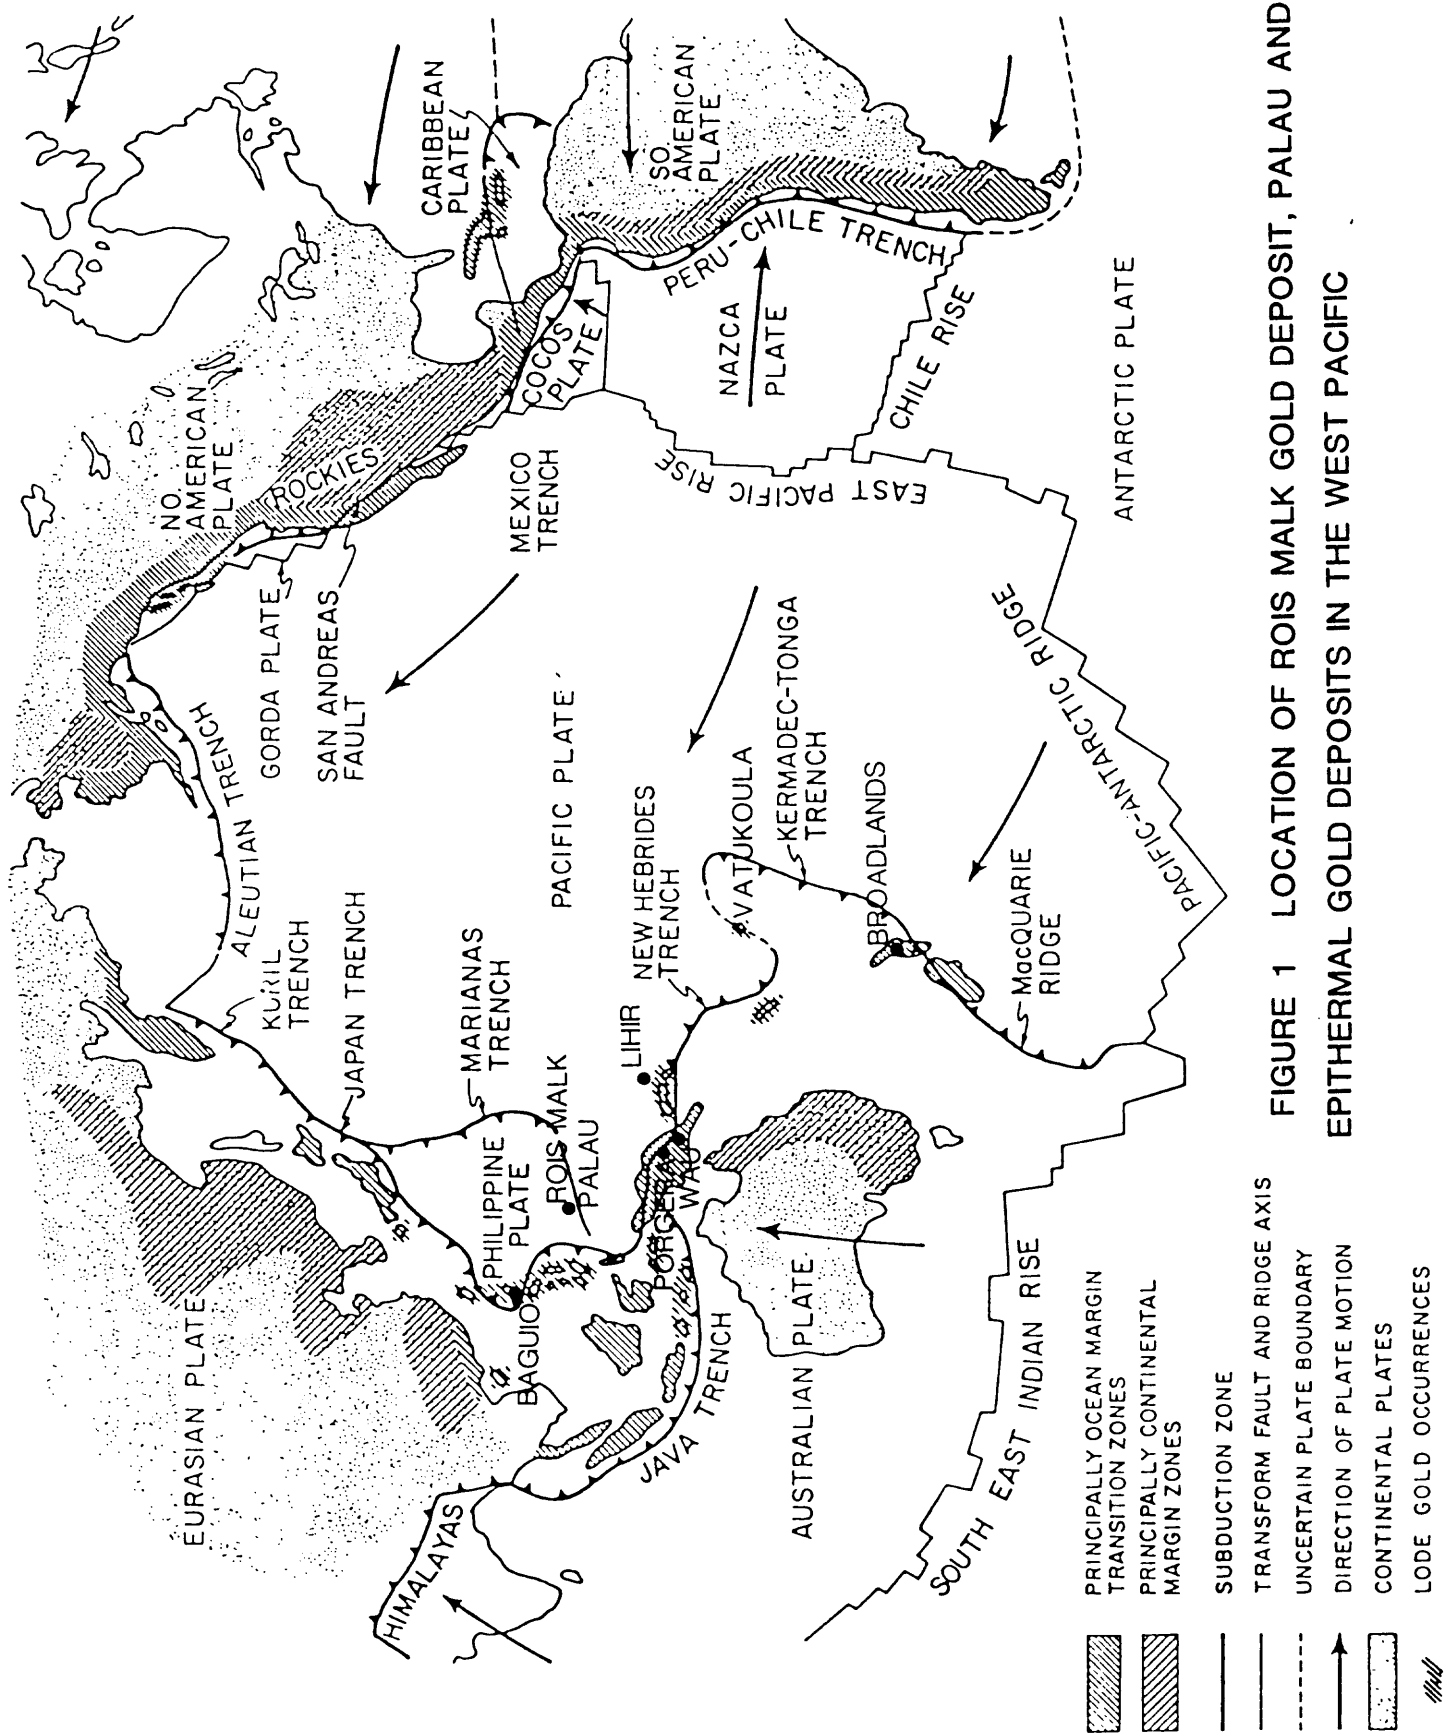 EURASIAN PLATE
HIMALAYAS
KURIL
TRENCH
JAPAN TRENCH
MARIANAS
TRENCH
PHILIPPINE
PLATE
ROIS MALK
PALAU
BAGUIO
LIHIR
PORGERA
WAU
JAVA TRENCH
AUSTRALIAN PLATE
SOUTH EAST INDIAN RISE
ALEUTIAN TRENCH
GORDA PLATE
SAN ANDREAS
FAULT
PACIFIC PLATE
NEW HEBRIDES
TRENCH
VATUKOULA
KERMADEC-TONGA
TRENCH
BROADLANDS
MacQUARIE
RIDGE
PACIFIC-ANTARCTIC RIDGE
NO.
AMERICAN
PLATE
ROCKIES
MEXICO
TRENCH
COCOS
PLATE
CARIBBEAN
PLATE
SO.
AMERICAN
PLATE
PERU-CHILE TRENCH
NAZCA
PLATE
EAST PACIFIC RISE
CHILE RISE
ANTARCTIC PLATE
PRINCIPALLY OCEAN MARGIN
TRANSITION ZONES
PRINCIPALLY CONTINENTAL
MARGIN ZONES
SUBDUCTION ZONE
TRANSFORM FAULT AND RIDGE AXIS
UNCERTAIN PLATE BOUNDARY
DIRECTION OF PLATE MOTION
CONTINENTAL PLATES
LODE GOLD OCCURRENCES
FIGURE 1 LOCATION OF ROIS MALK GOLD DEPOSIT, PALAU AND
EPITHERMAL GOLD DEPOSITS IN THE WEST PACIFIC